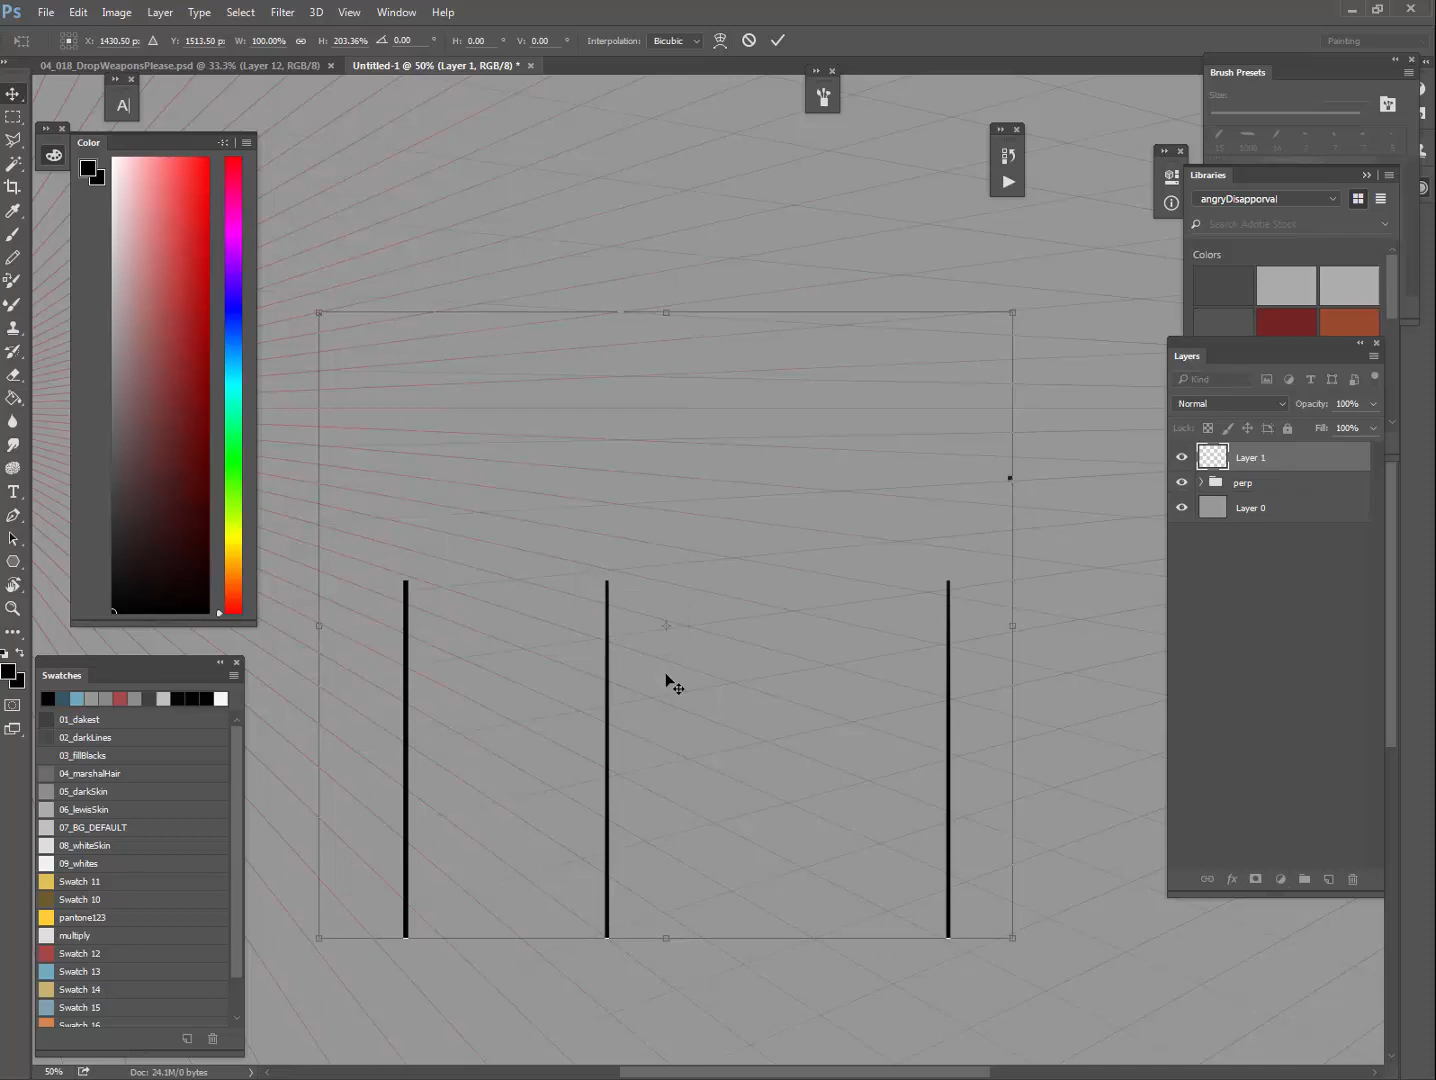 Ps File Edit Image Layer Type Select Filter 3D View Window Help
X: 1430.50 p: Y: 1513.50 p: W: 100.00% H: 203.36% 0.00 ° H: 0.00 ° V: 0.00 ° Interpolation: Bicubic Painting
04_018_DropWeaponsPlease.psd @ 33.3% (Layer 12, RGB/8) × Untitled-1 @ 50% (Layer 1, RGB/8) * ×
Brush Presets
Size:
A|
Color
Libraries
angryDisapporval
Search Adobe Stock
Colors
Layers
Kind
Normal Opacity: 100%
Lock: Fill: 100%
Layer 1
perp
Layer 0
Swatches
01_dakest
02_darkLines
03_fillBlacks
04_marshalHair
05_darkSkin
06_lewisSkin
07_BG_DEFAULT
08_whiteSkin
09_whites
Swatch 11
Swatch 10
pantone123
multiply
Swatch 12
Swatch 13
Swatch 14
Swatch 15
Swatch 16
50% Doc: 24.1M/0 bytes